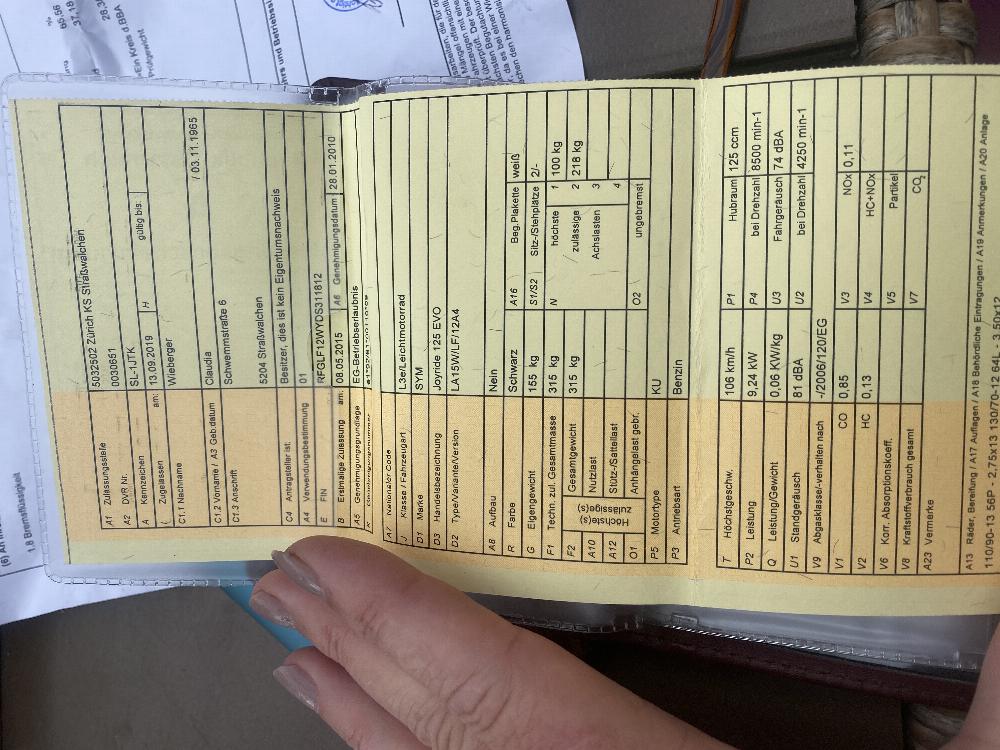 A1 Zulassungsstelle 5032502 Zürich KS Straßwalchen
A2 DVR Nr. 0030651
A Kennzeichen SL-1JTK H gültig bis:
Zugelassen am: 13.09.2019
C1.1 Nachname Wieberger
C1.2 Vorname / A3 Geb.datum Claudia / 03.11.1965
C1.3 Anschrift Schwemmstraße 6
5204 Straßwalchen
C4 Antragsteller ist: Besitzer, dies ist kein Eigentumsnachweis
A4 Verwendungsbestimmung 01
E FIN RFGLF12WYDS311812
B Erstmalige Zulassung am: 08.05.2015 A6 Genehmigungsdatum 28.01.2010
A5 Genehmigungsgrundlage EG-Betriebserlaubnis
K
A7 Nationaler Code
J Klasse / Fahrzeugart L3e/Leichtmotorrad
D1 Marke SYM
D3 Handelsbezeichnung Joyride 125 EVO
D2 Type/Variante/Version LA15W/LF/12A4
A8 Aufbau Nein
R Farbe Schwarz A16 Beg.Plakette weiß
G Eigengewicht 155 kg S1/S2 Sitz-/Stehplätze 2/-
F1 Techn. zul. Gesamtmasse 315 kg N höchste 1 100 kg
Höchste(s) zulässige(s)
F2 Gesamtgewicht 315 kg zulässige 2 218 kg
A10 Nutzlast Achslasten 3
A12 Stütz-/Sattellast 4
O1 Anhänglast gebr. O2 ungebremst
P5 Motortype KU
P3 Antriebsart Benzin
T Höchstgeschw. 106 km/h P1 Hubraum 125 ccm
P2 Leistung 9,24 kW P4 bei Drehzahl 8500 min-1
Q Leistung/Gewicht 0,06 kW/kg U3 Fahrgeräusch 74 dBA
U1 Standgeräusch 81 dBA U2 bei Drehzahl 4250 min-1
V9 Abgasklasse/-verhalten nach -/2006/120/EG
V1 CO 0,85 V3 NOx 0,11
V2 HC 0,13 V4 HC+NOx
V6 Korr. Absorptionskoeff. V5 Partikel
V8 Kraftstoffverbrauch gesamt V7 CO2
A23 Vermerke
A13 Räder, Bereifung / A17 Auflagen / A18 Behördliche Eintragungen / A19 Anmerkungen / A20 Anlage
110/90-13 56P - 2.75x13 130/70-12 64L - 3.50x12
1.8 Bernaflüssigkeit